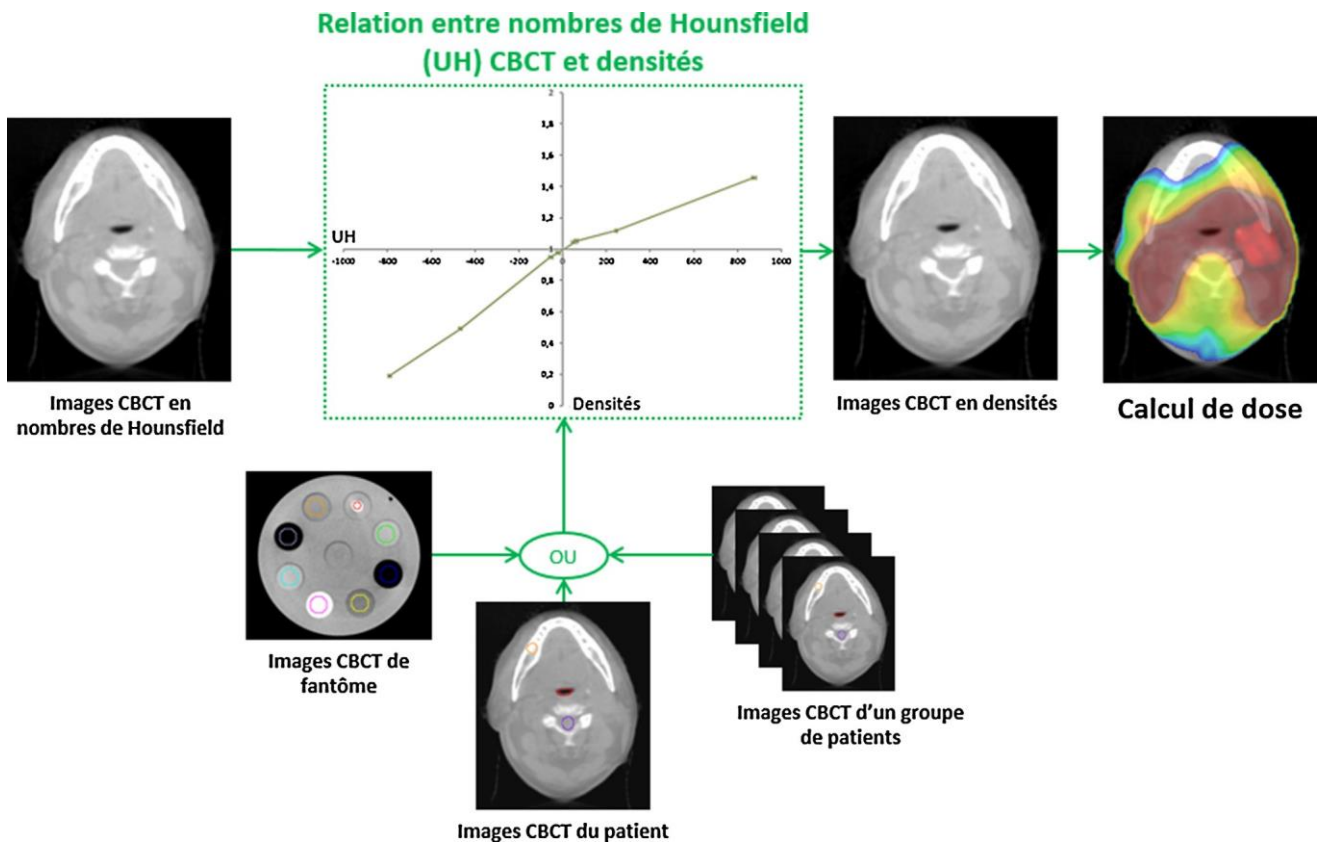 Relation entre nombres de Hounsfield
(UH) CBCT et densités
2
1,8
1,6
1,4
1,2
UH
1
-1000 -800 -600 -400 -200 0 200 400 600 800 1000
0,8
0,6
0,4
0,2
0
Densités
Images CBCT en
nombres de Hounsfield
Images CBCT en densités
Calcul de dose
OU
Images CBCT de
fantôme
Images CBCT du patient
Images CBCT d'un groupe
de patients